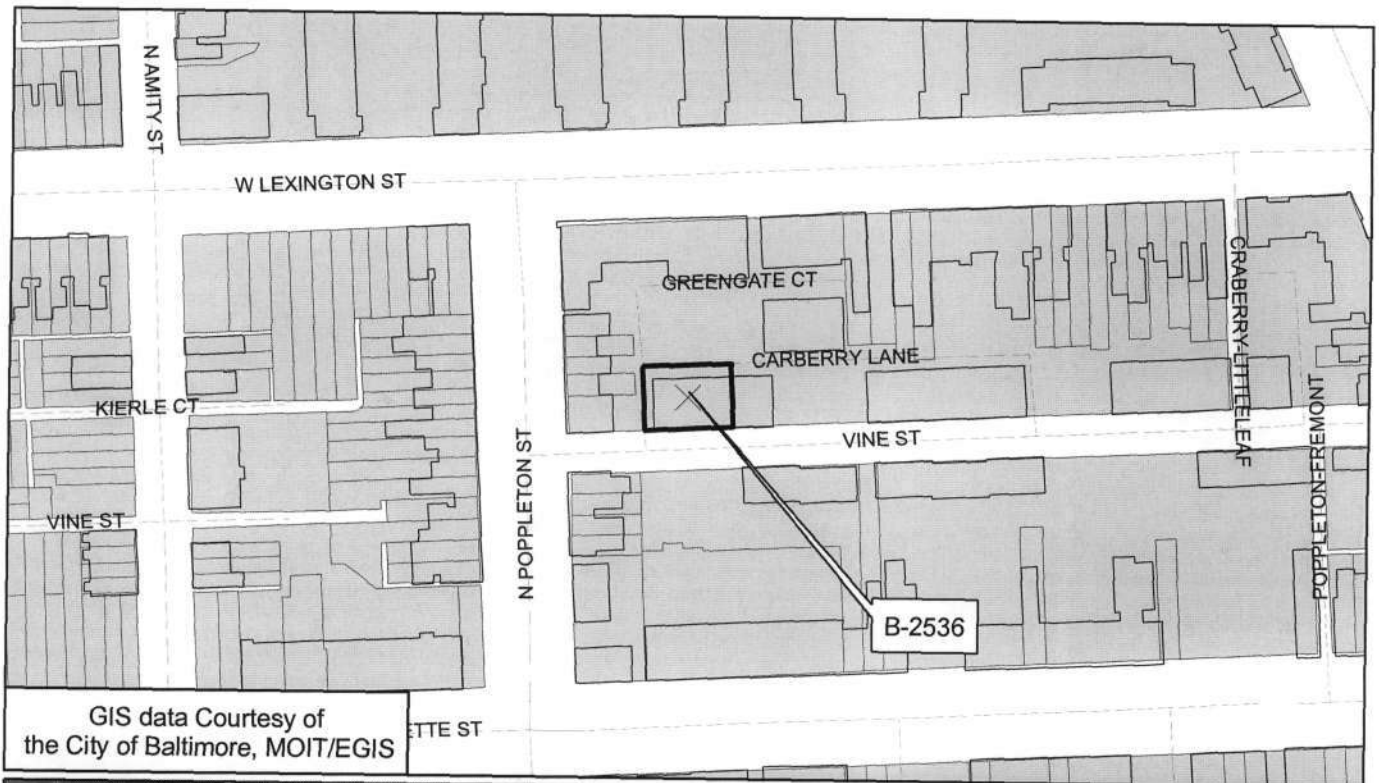 N AMITY ST
W LEXINGTON ST
GREENGATE CT
CARBERRY LANE
CRABERRY-LITTLELEAF
KIERLE CT
VINE ST
N POPPLETON ST
POPPLETON-FREMONT
VINE ST
B-2536
GIS data Courtesy of
the City of Baltimore, MOIT/EGIS
ETTE ST